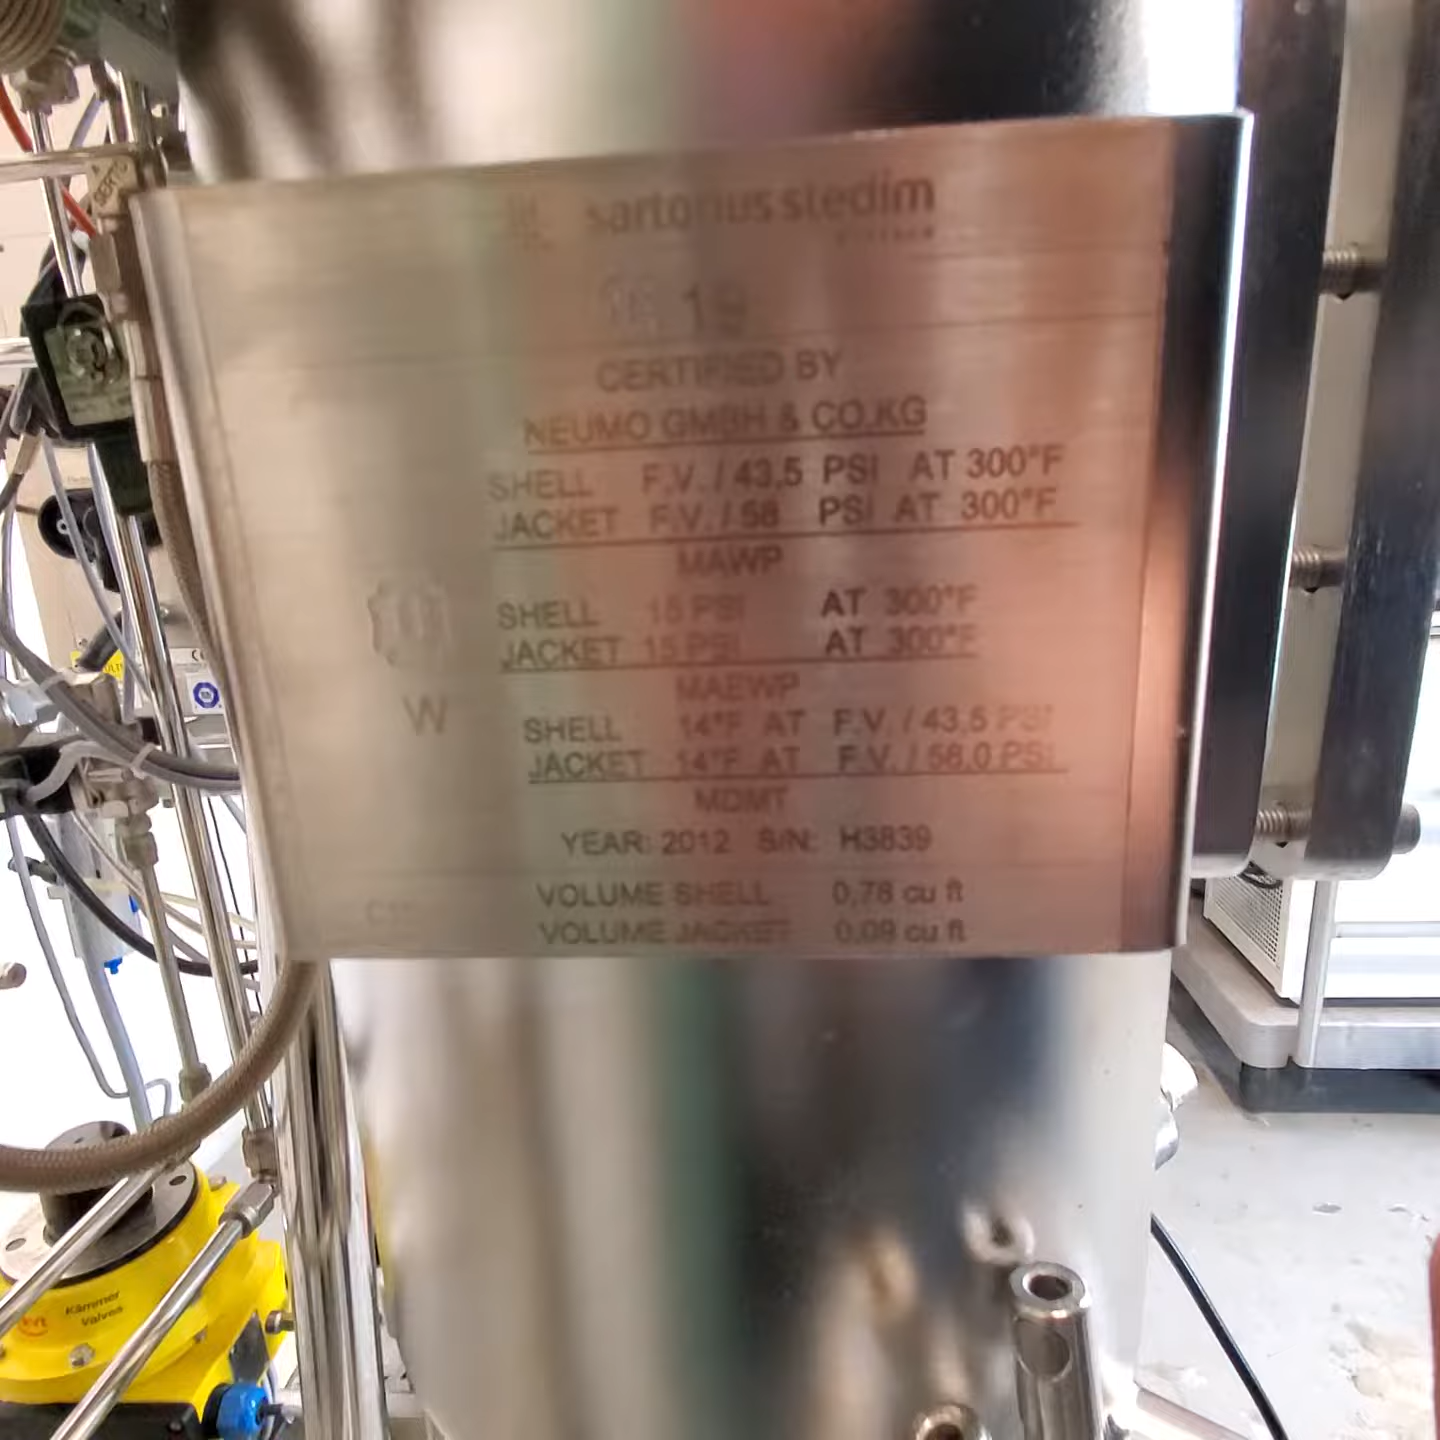 sartorius stedim
19
CERTIFIED BY
NEUMO GMBH & CO.KG
SHELL F.V. / 43,5 PSI AT 300°F
JACKET F.V. / 58 PSI AT 300°F
MAWP
SHELL 15 PSI AT 300°F
JACKET 15 PSI AT 300°F
MAEWP
W
SHELL 14°F AT F.V. / 43,5 PSI
JACKET 14°F AT F.V. / 58,0 PSI
MDMT
YEAR: 2012 S/N: H3839
VOLUME SHELL 0,78 cu ft
VOLUME JACKET 0,09 cu ft
Kämmer
Valves